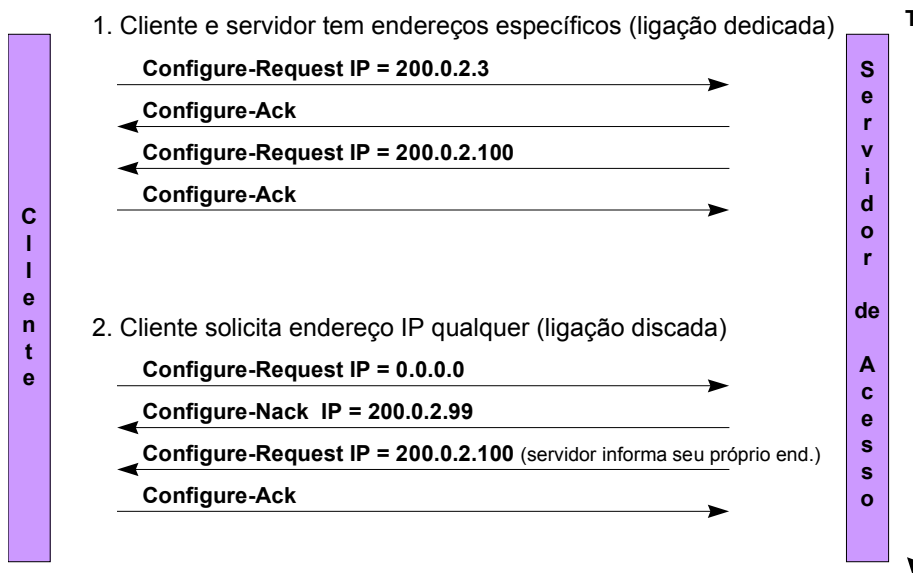 1. Cliente e servidor tem endereços específicos (ligação dedicada)
T
Configure-Request IP = 200.0.2.3
Configure-Ack
Configure-Request IP = 200.0.2.100
Configure-Ack
Cllente
Servidor de Acesso
2. Cliente solicita endereço IP qualquer (ligação discada)
Configure-Request IP = 0.0.0.0
Configure-Nack IP = 200.0.2.99
Configure-Request IP = 200.0.2.100 (servidor informa seu próprio end.)
Configure-Ack